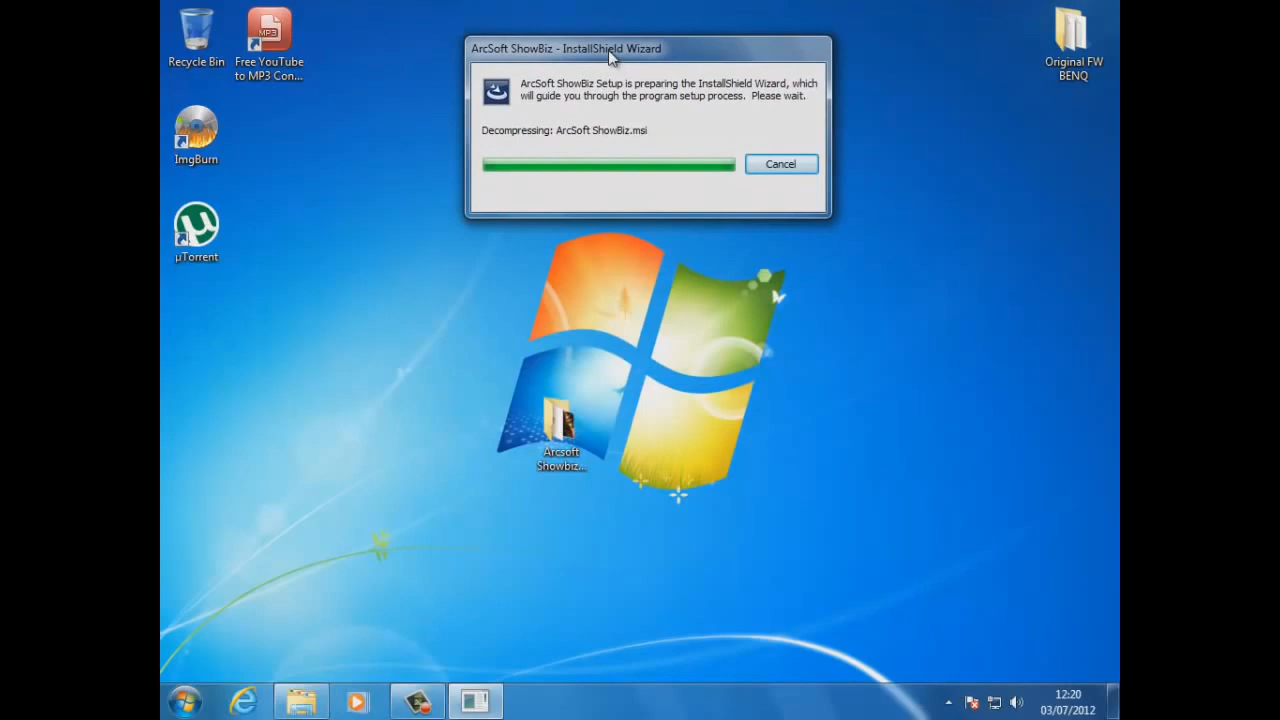 Recycle Bin
Free YouTube
to MP3 Con...
MP3
ImgBurn
µTorrent
ArcSoft ShowBiz - InstallShield Wizard
ArcSoft ShowBiz Setup is preparing the InstallShield Wizard, which
will guide you through the program setup process. Please wait.
Decompressing: ArcSoft ShowBiz.msi
Cancel
Original FW
BENQ
Arcsoft
Showbiz...
12:20
03/07/2012